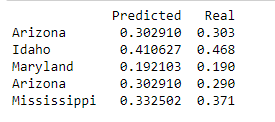 Predicted Real
Arizona 0.302910 0.303
Idaho 0.410627 0.468
Maryland 0.192103 0.190
Arizona 0.302910 0.290
Mississippi 0.332502 0.371